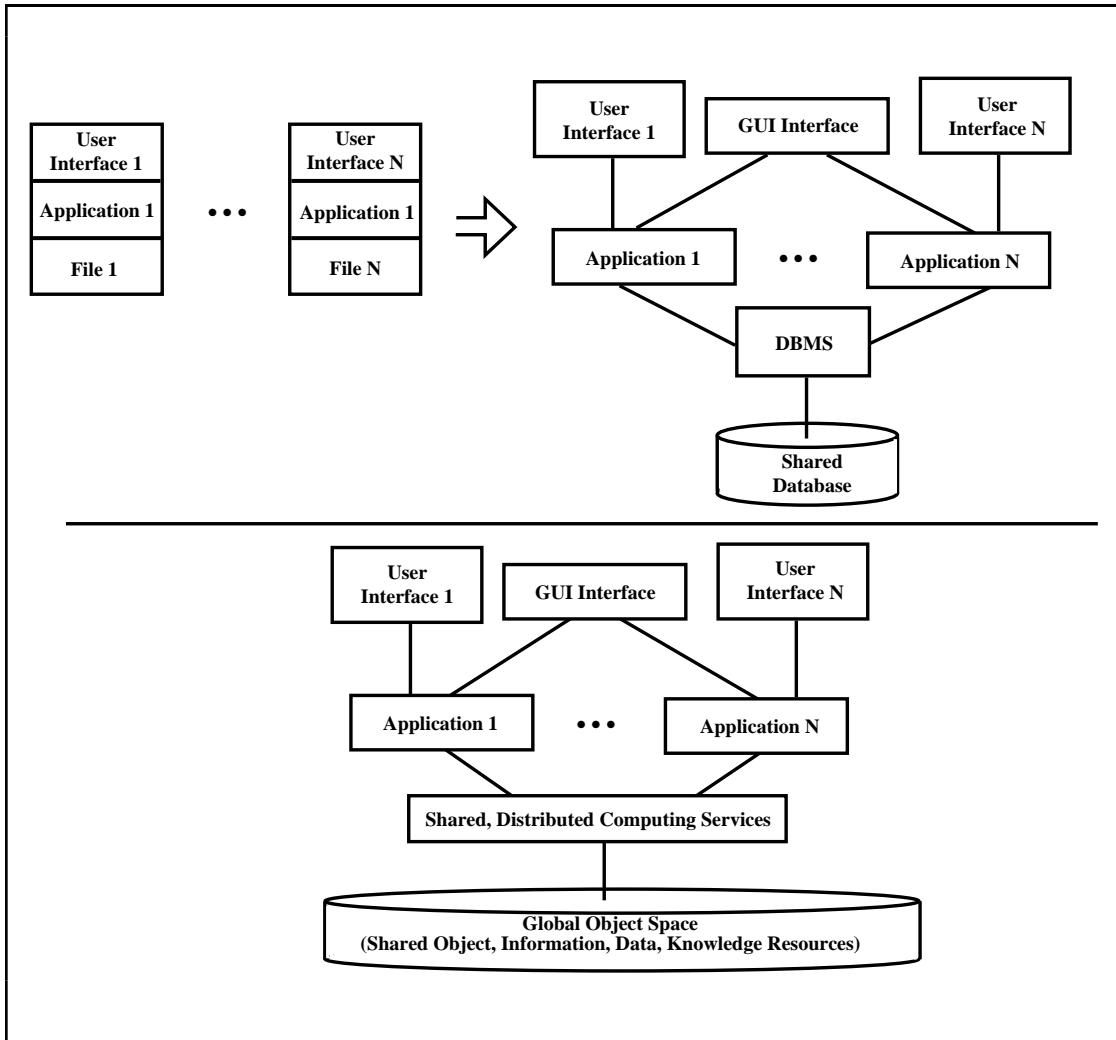 User
Interface 1
Application 1
File 1
User
Interface N
Application 1
File N
User
Interface 1
GUI Interface
User
Interface N
Application 1
Application N
DBMS
Shared
Database
User
Interface 1
GUI Interface
User
Interface N
Application 1
Application N
Shared, Distributed Computing Services
Global Object Space
(Shared Object, Information, Data, Knowledge Resources)